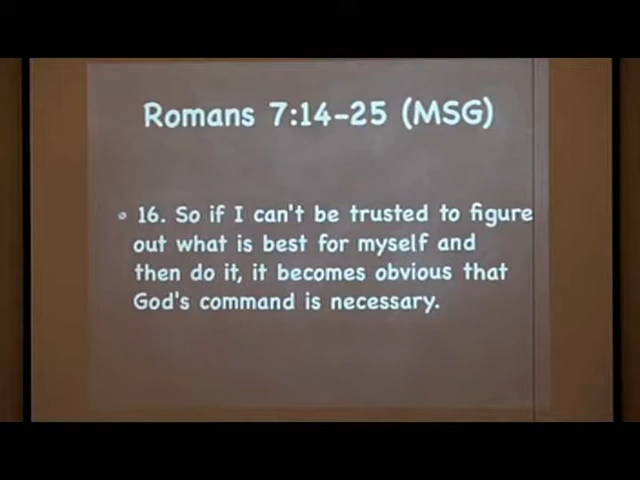 Romans 7:14-25 (MSG)
16. So if I can't be trusted to figure
out what is best for myself and
then do it, it becomes obvious that
God's command is necessary.